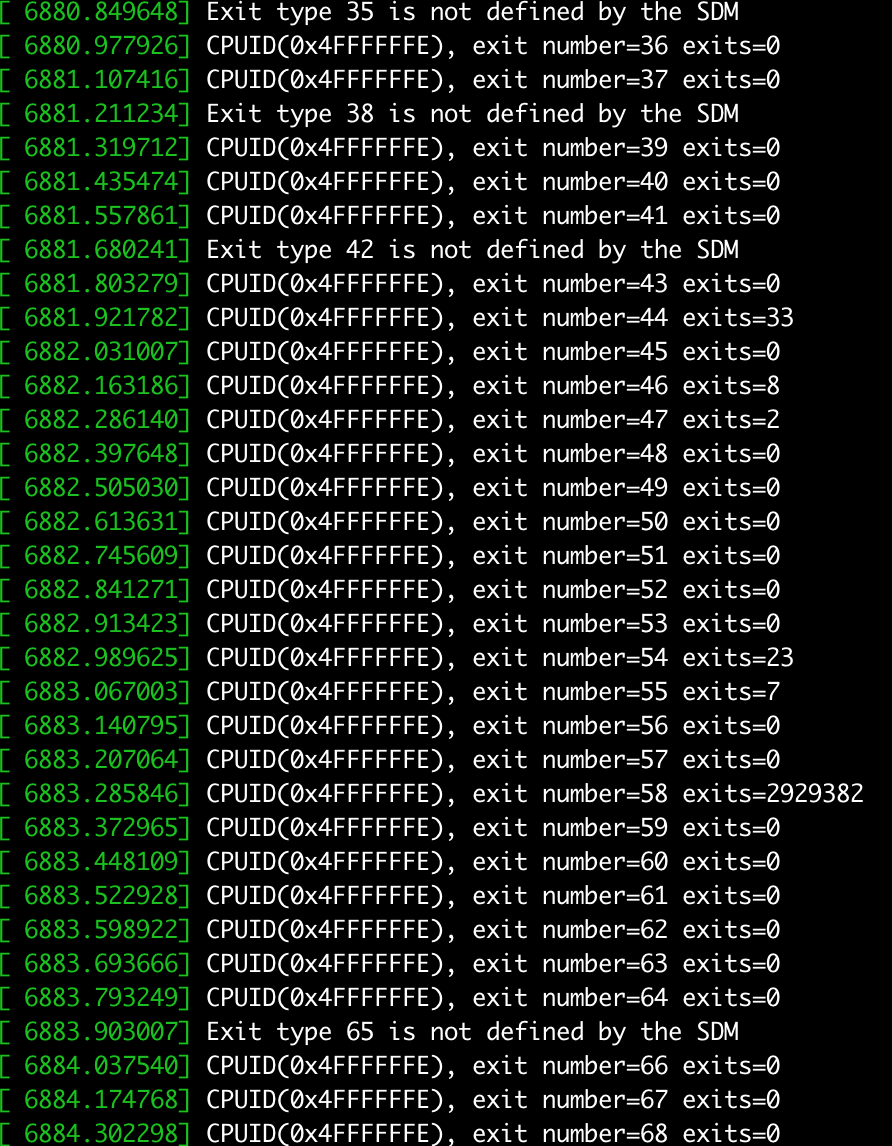 [ 6880.849648] Exit type 35 is not defined by the SDM
[ 6880.977926] CPUID(0x4FFFFFFE), exit number=36 exits=0
[ 6881.107416] CPUID(0x4FFFFFFE), exit number=37 exits=0
[ 6881.211234] Exit type 38 is not defined by the SDM
[ 6881.319712] CPUID(0x4FFFFFFE), exit number=39 exits=0
[ 6881.435474] CPUID(0x4FFFFFFE), exit number=40 exits=0
[ 6881.557861] CPUID(0x4FFFFFFE), exit number=41 exits=0
[ 6881.680241] Exit type 42 is not defined by the SDM
[ 6881.803279] CPUID(0x4FFFFFFE), exit number=43 exits=0
[ 6881.921782] CPUID(0x4FFFFFFE), exit number=44 exits=33
[ 6882.031007] CPUID(0x4FFFFFFE), exit number=45 exits=0
[ 6882.163186] CPUID(0x4FFFFFFE), exit number=46 exits=8
[ 6882.286140] CPUID(0x4FFFFFFE), exit number=47 exits=2
[ 6882.397648] CPUID(0x4FFFFFFE), exit number=48 exits=0
[ 6882.505030] CPUID(0x4FFFFFFE), exit number=49 exits=0
[ 6882.613631] CPUID(0x4FFFFFFE), exit number=50 exits=0
[ 6882.745609] CPUID(0x4FFFFFFE), exit number=51 exits=0
[ 6882.841271] CPUID(0x4FFFFFFE), exit number=52 exits=0
[ 6882.913423] CPUID(0x4FFFFFFE), exit number=53 exits=0
[ 6882.989625] CPUID(0x4FFFFFFE), exit number=54 exits=23
[ 6883.067003] CPUID(0x4FFFFFFE), exit number=55 exits=7
[ 6883.140795] CPUID(0x4FFFFFFE), exit number=56 exits=0
[ 6883.207064] CPUID(0x4FFFFFFE), exit number=57 exits=0
[ 6883.285846] CPUID(0x4FFFFFFE), exit number=58 exits=2929382
[ 6883.372965] CPUID(0x4FFFFFFE), exit number=59 exits=0
[ 6883.448109] CPUID(0x4FFFFFFE), exit number=60 exits=0
[ 6883.522928] CPUID(0x4FFFFFFE), exit number=61 exits=0
[ 6883.598922] CPUID(0x4FFFFFFE), exit number=62 exits=0
[ 6883.693666] CPUID(0x4FFFFFFE), exit number=63 exits=0
[ 6883.793249] CPUID(0x4FFFFFFE), exit number=64 exits=0
[ 6883.903007] Exit type 65 is not defined by the SDM
[ 6884.037540] CPUID(0x4FFFFFFE), exit number=66 exits=0
[ 6884.174768] CPUID(0x4FFFFFFE), exit number=67 exits=0
[ 6884.302298] CPUID(0x4FFFFFFE), exit number=68 exits=0